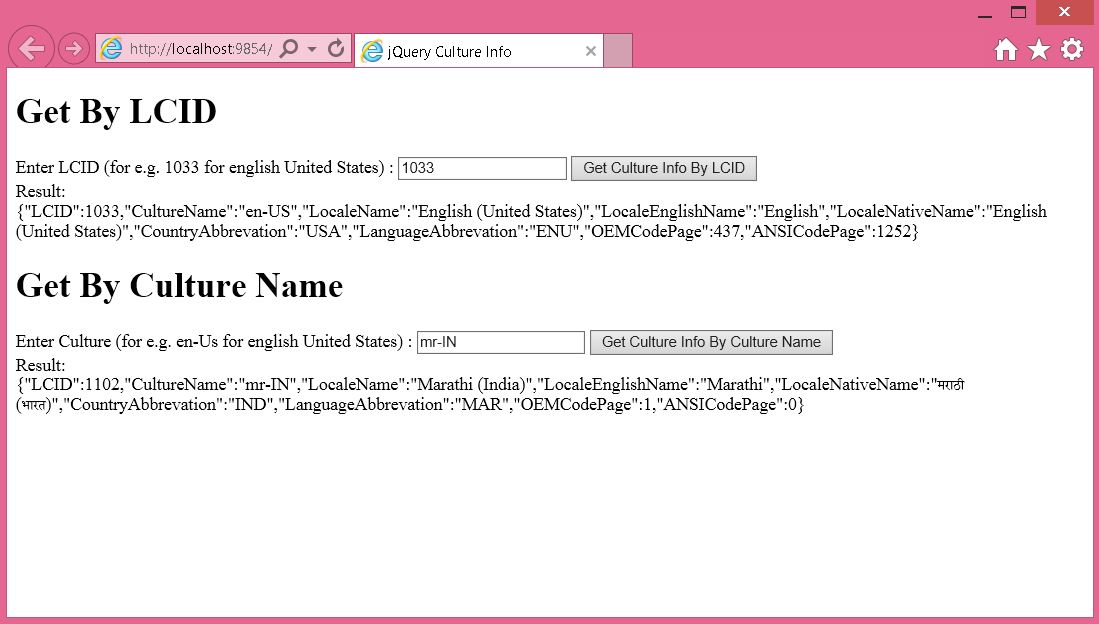 http://localhost:9854/
jQuery Culture Info
Get By LCID
Enter LCID (for e.g. 1033 for english United States) : 1033 Get Culture Info By LCID
Result:
{"LCID":1033,"CultureName":"en-US","LocaleName":"English (United States)","LocaleEnglishName":"English","LocaleNativeName":"English
(United States)","CountryAbbrevation":"USA","LanguageAbbrevation":"ENU","OEMCodePage":437,"ANSICodePage":1252}
Get By Culture Name
Enter Culture (for e.g. en-Us for english United States) : mr-IN Get Culture Info By Culture Name
Result:
{"LCID":1102,"CultureName":"mr-IN","LocaleName":"Marathi (India)","LocaleEnglishName":"Marathi","LocaleNativeName":"मराठी
(भारत)","CountryAbbrevation":"IND","LanguageAbbrevation":"MAR","OEMCodePage":1,"ANSICodePage":0}